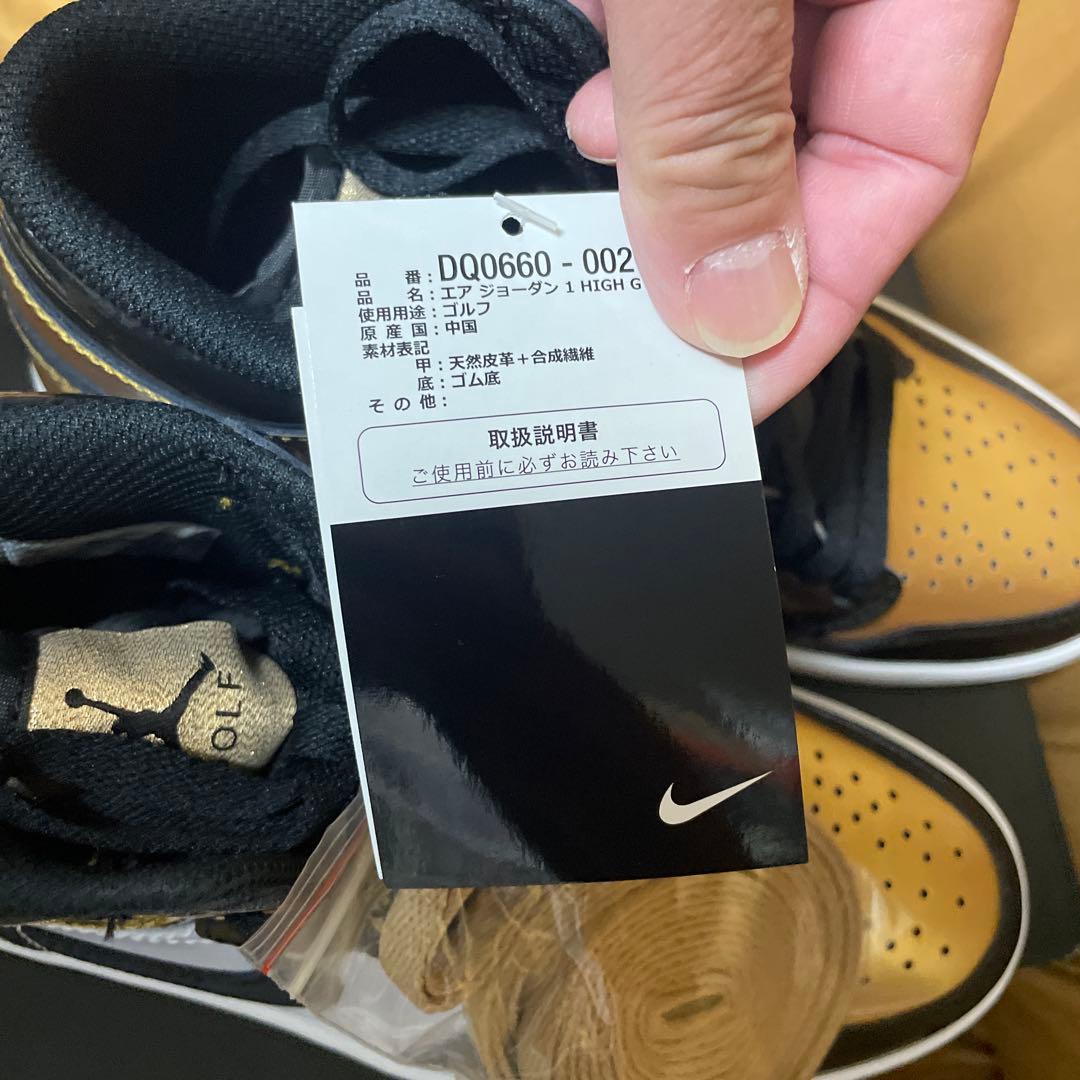 品番：DQ0660 - 002
品名：エア ジョーダン 1 HIGH G
使用用途：ゴルフ
原産国：中国
素材表記
甲：天然皮革＋合成繊維
底：ゴム底
その他：
取扱説明書
ご使用前に必ずお読み下さい
OLF